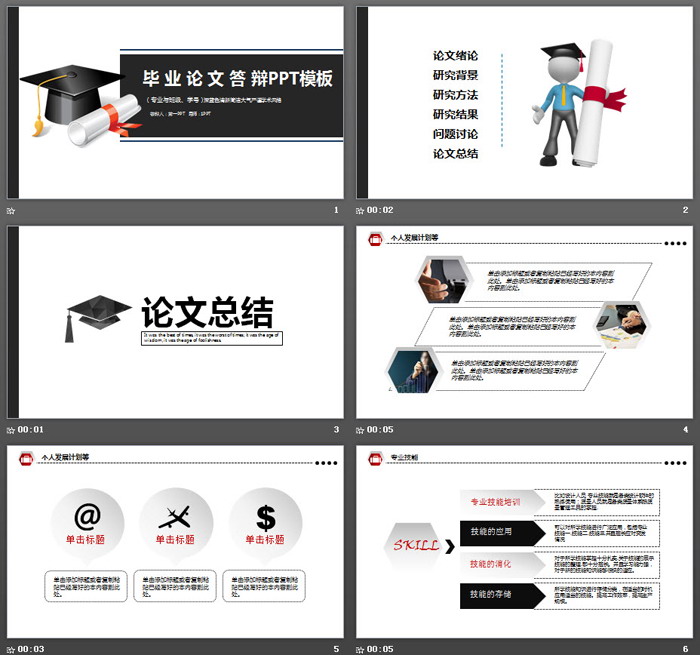 毕业论文答辩PPT模板
1
论文绪论
研究背景
研究方法
研究结果
问题讨论
论文总结
00:02
2
论文总结
It was the best of times, it was the worst of times, it was the age of
wisdom, it was the age of foolishness
00:01
3
个人发展计划等
单击添加标题或者复制粘贴已经写好的本内容到
此处。单击添加标题或者复制粘贴已经写好的本
内容到此处。
单击添加标题或者复制粘贴已经写好的本内容到
此处。单击添加标题或者复制粘贴已经写好的本
内容到此处。
单击添加标题或者复制粘贴已经写好的本内容到
此处。单击添加标题或者复制粘贴已经写好的本
内容到此处。
00:05
4
个人发展计划等
@
$
单击标题
单击标题
单击标题
单击添加标题或者复制粘
贴已经写好的本内容到此
处。
单击添加标题或者复制粘
贴已经写好的本内容到此
处。
单击添加标题或者复制粘
贴已经写好的本内容到此
处。
00:03
5
专业技能
SKILL
专业技能培训
技能的应用
技能的消化
技能的存储
00:05
6